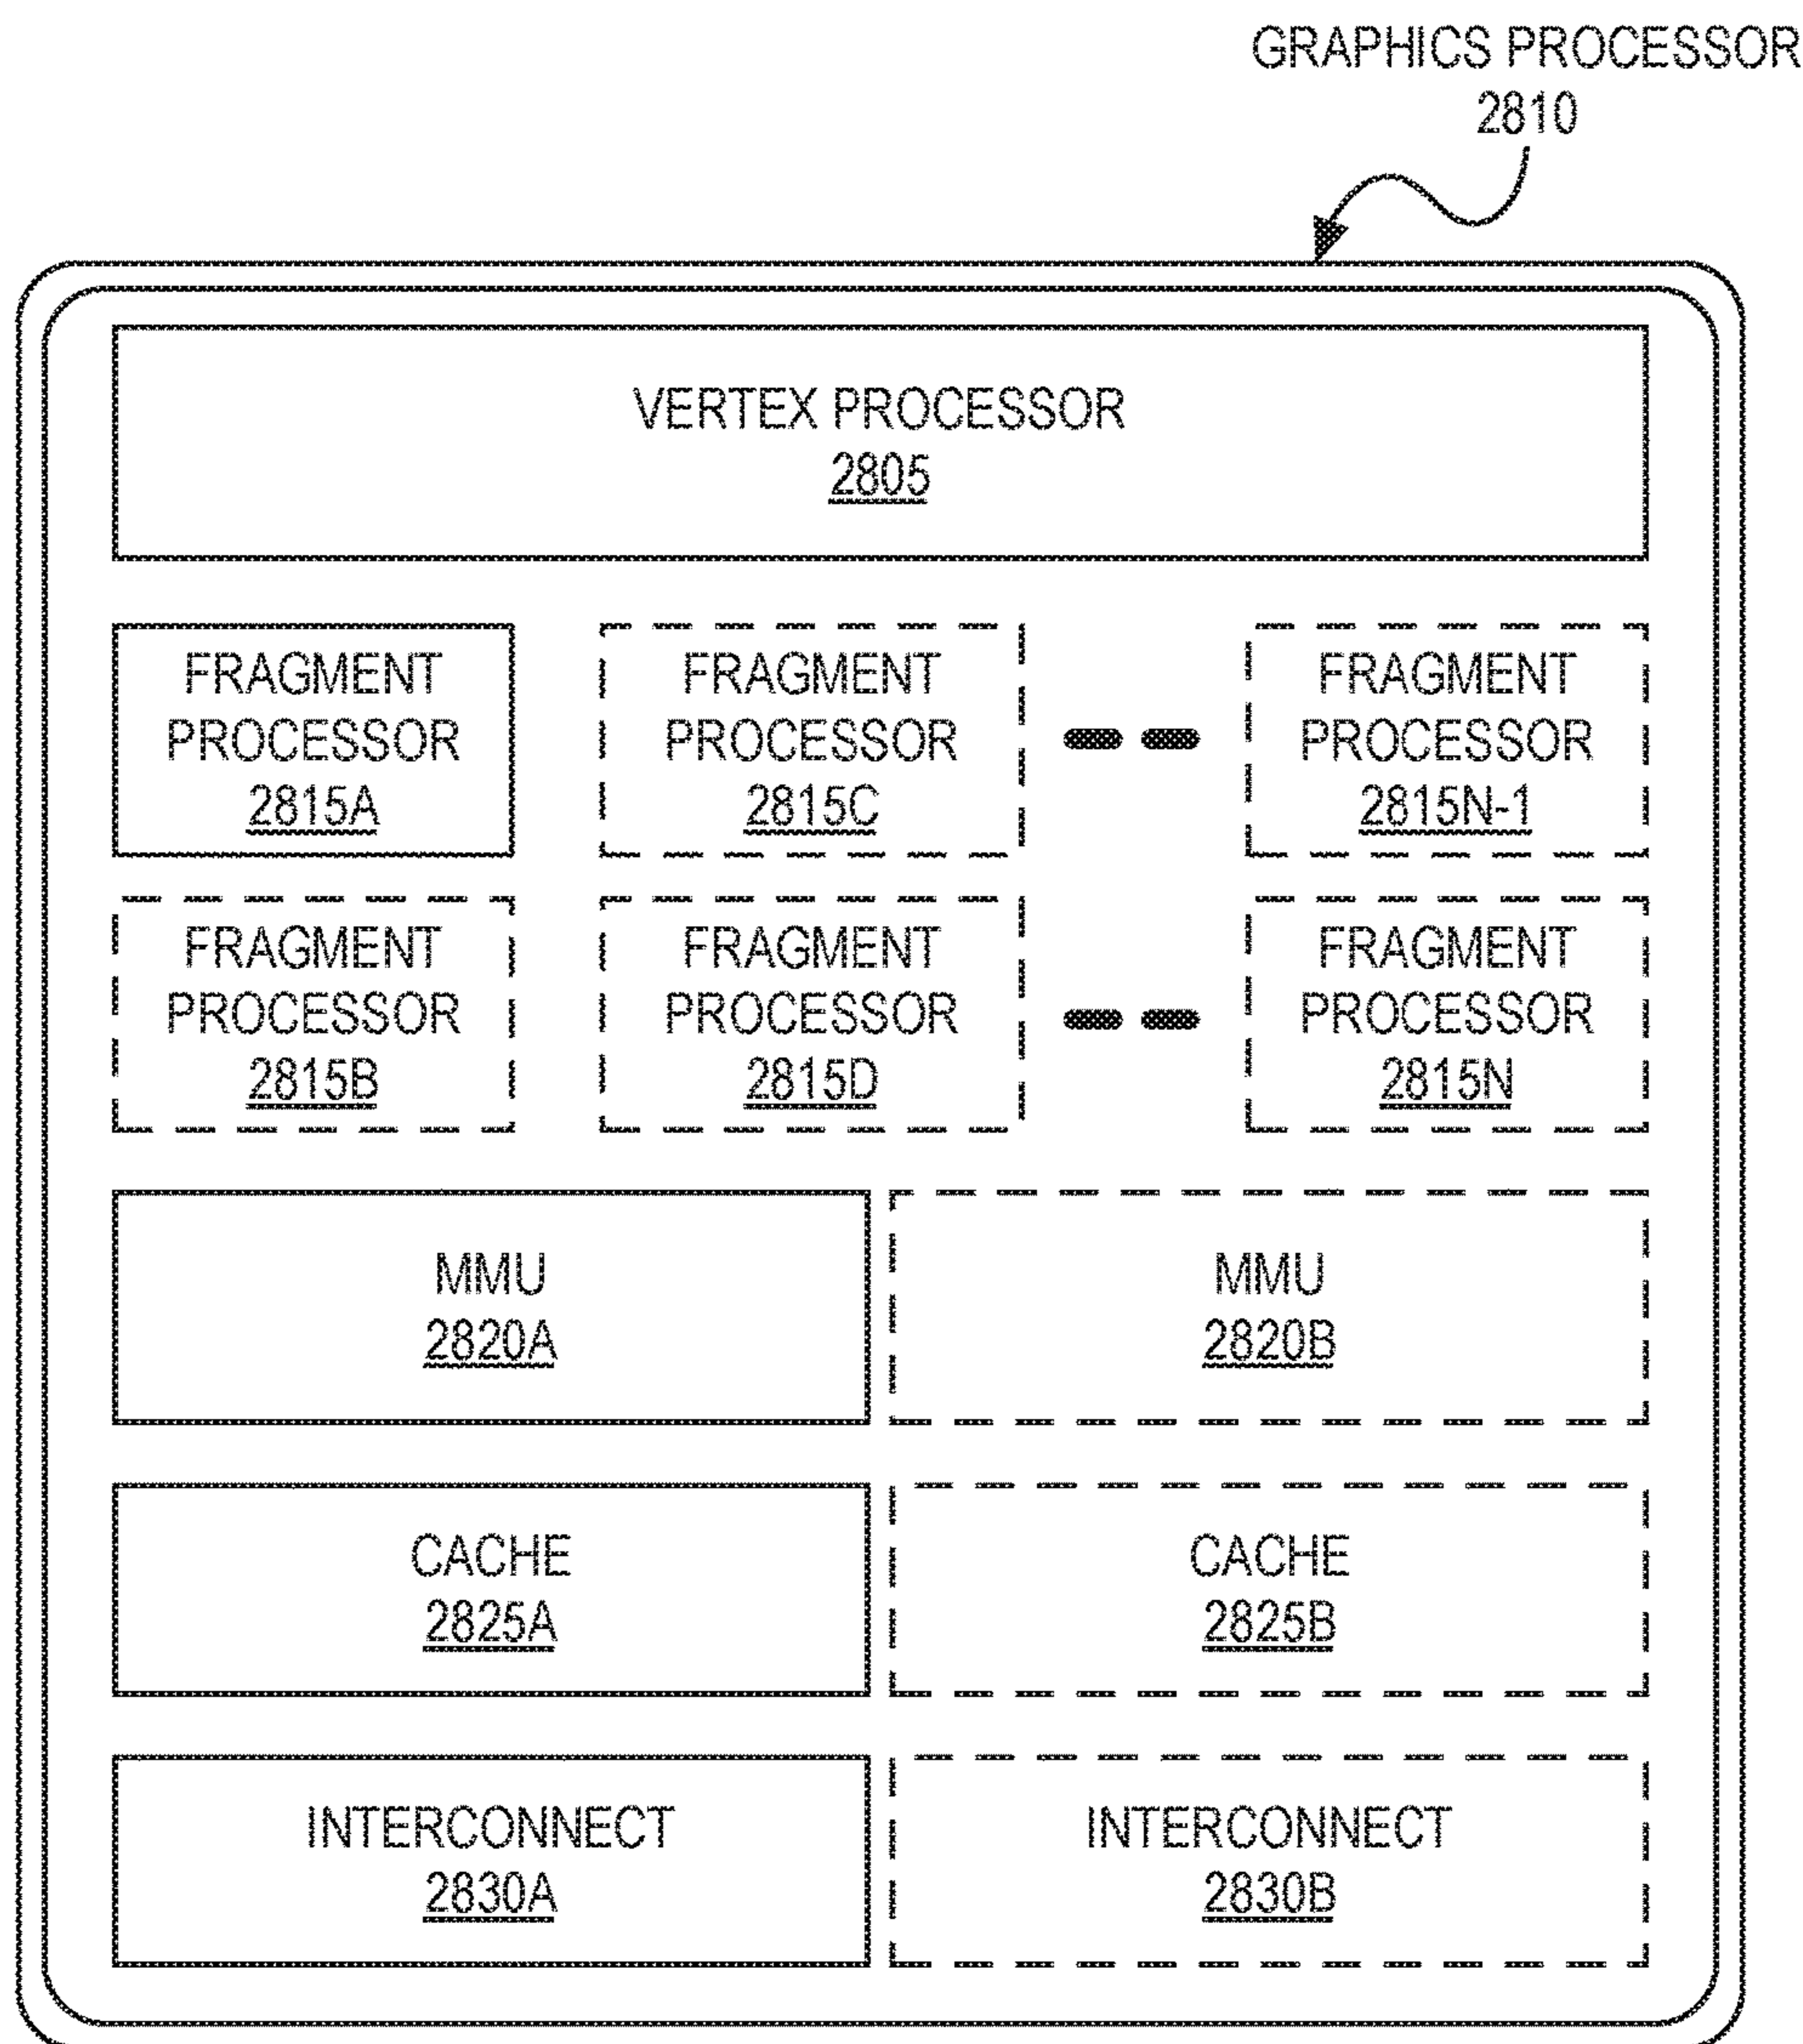 GRAPHICS PROCESSOR
2810
VERTEX PROCESSOR
2805
FRAGMENT
PROCESSOR
2815A
FRAGMENT
PROCESSOR
2815C
FRAGMENT
PROCESSOR
2815N-1
FRAGMENT
PROCESSOR
2815B
FRAGMENT
PROCESSOR
2815D
FRAGMENT
PROCESSOR
2815N
MMU
2820A
MMU
2820B
CACHE
2825A
CACHE
2825B
INTERCONNECT
2830A
INTERCONNECT
2830B